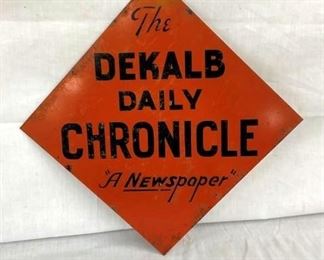 The
DEKALB
DAILY
CHRONICLE
"A Newspaper"